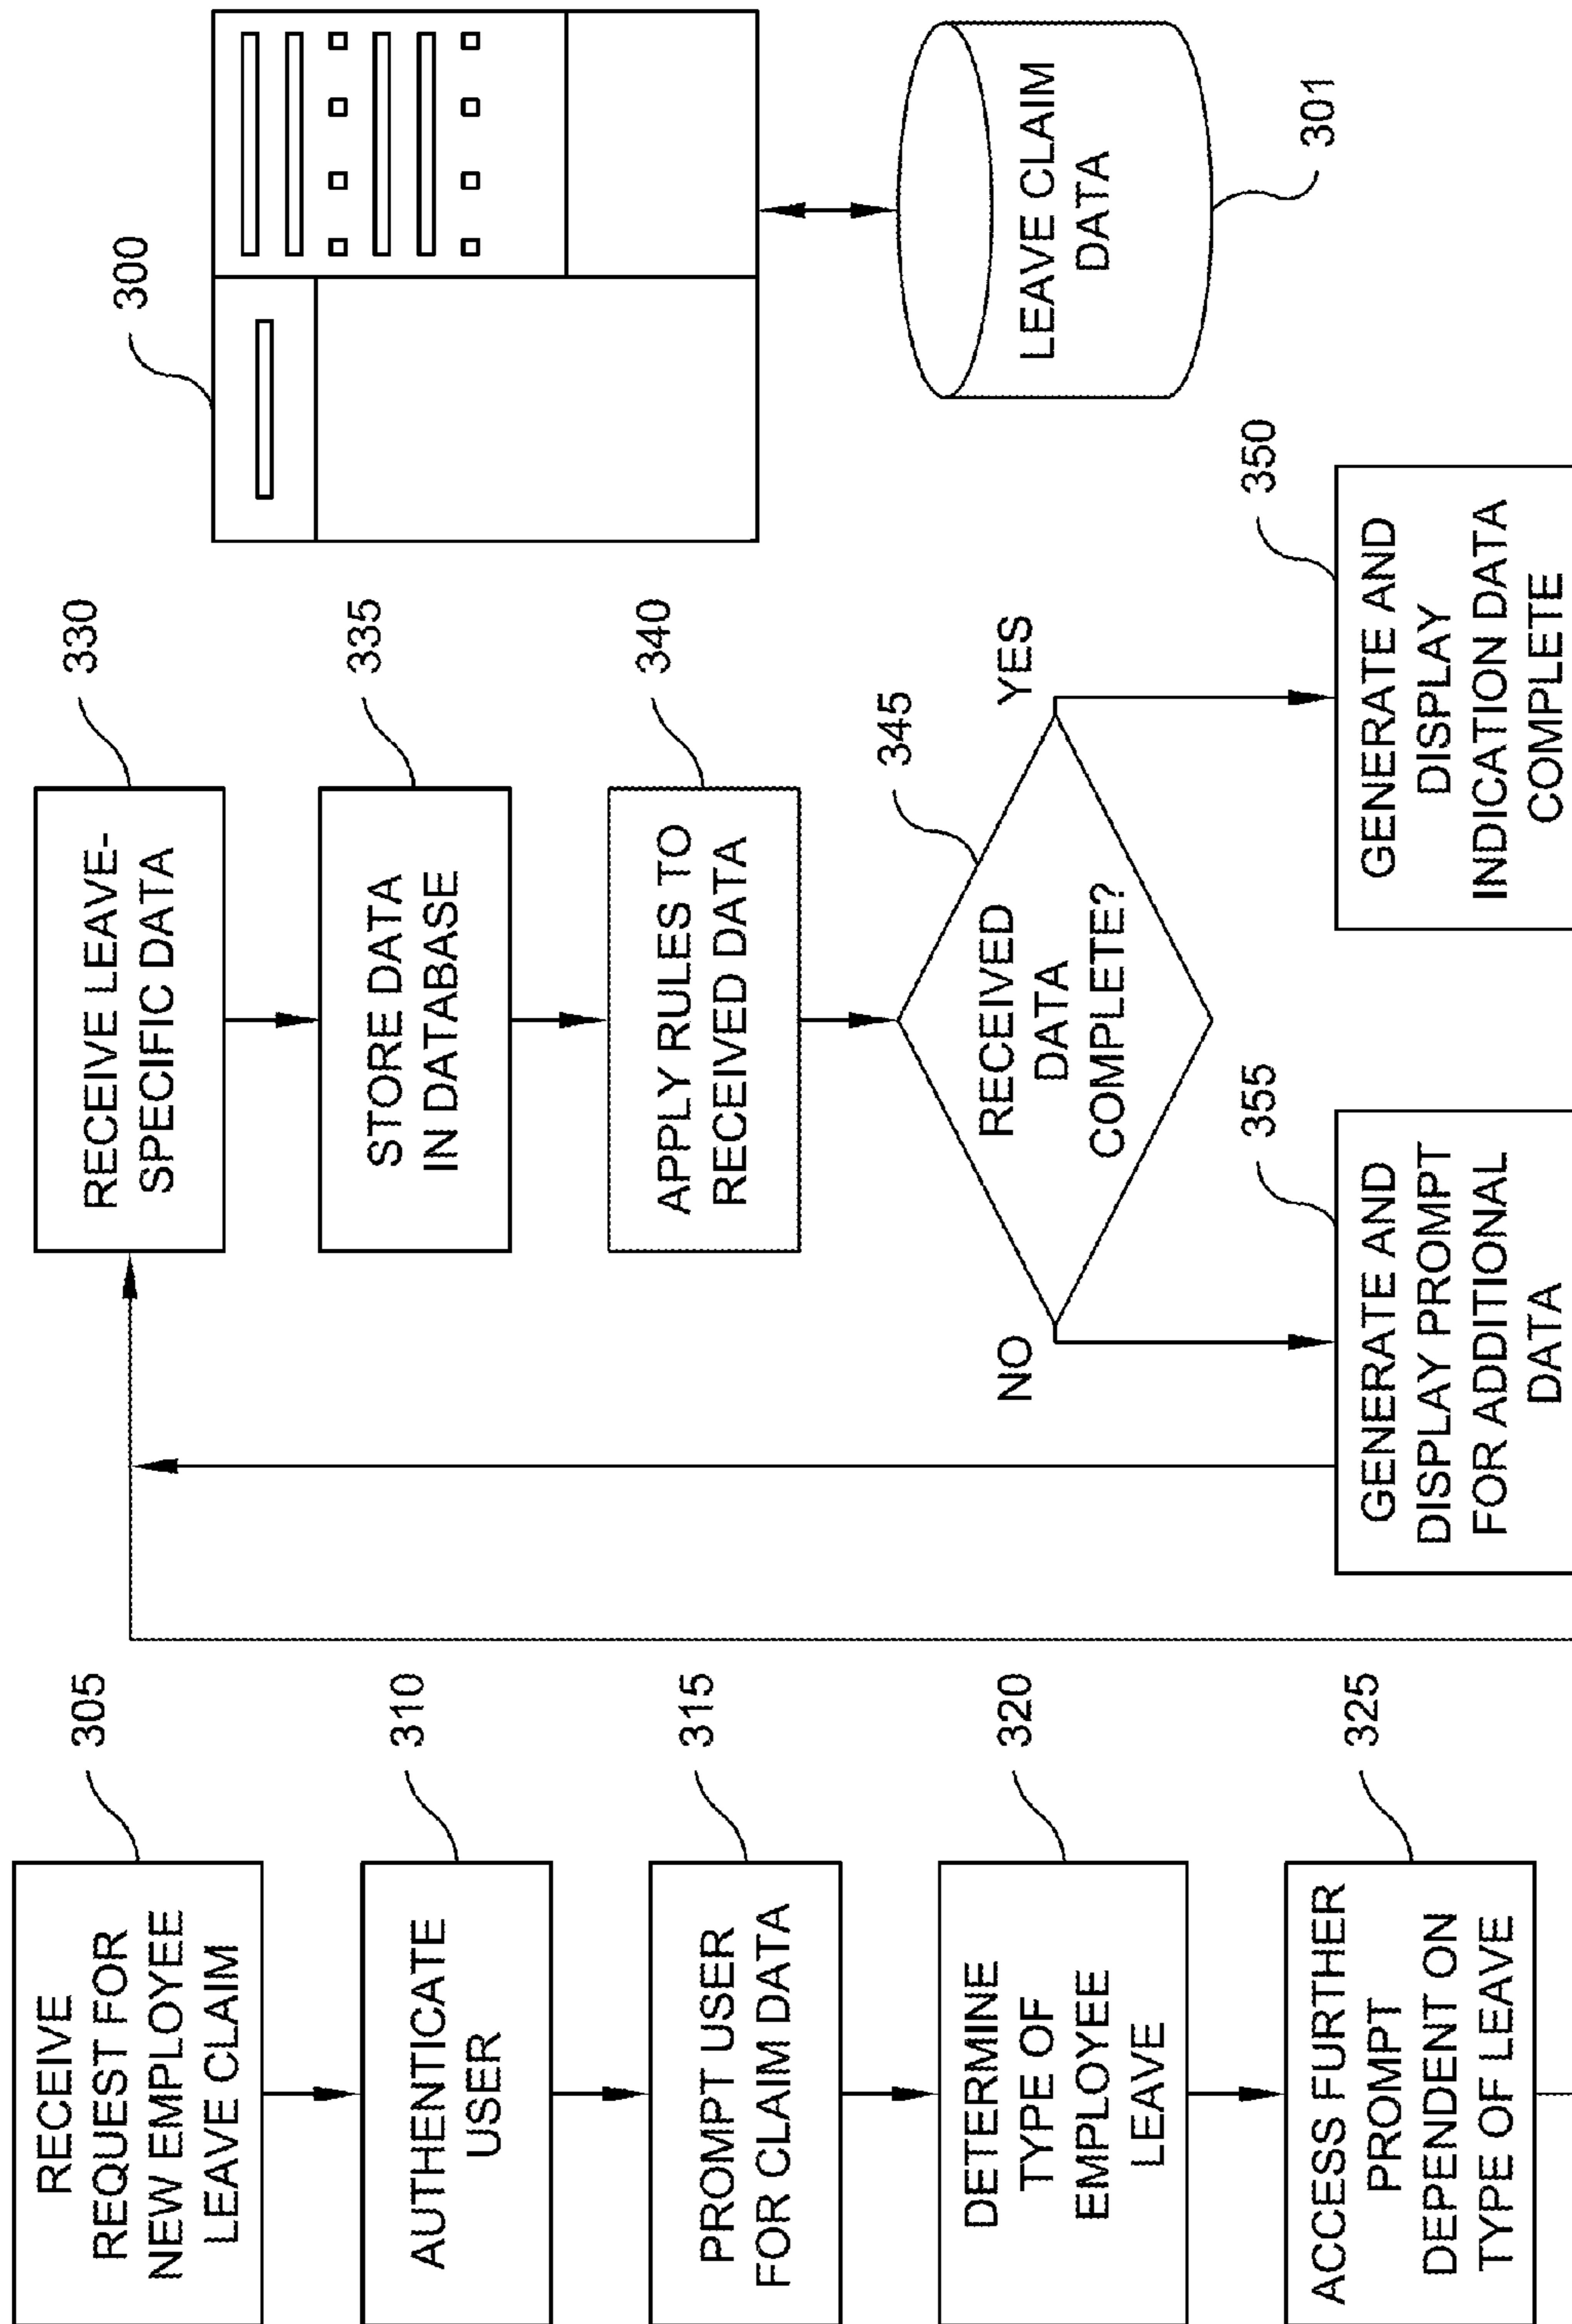 305
RECEIVE
REQUEST FOR
NEW EMPLOYEE
LEAVE CLAIM
310
AUTHENTICATE
USER
315
PROMPT USER
FOR CLAIM DATA
320
DETERMINE
TYPE OF
EMPLOYEE
LEAVE
325
ACCESS FURTHER
PROMPT
DEPENDENT ON
TYPE OF LEAVE
330
RECEIVE LEAVE-
SPECIFIC DATA
335
STORE DATA
IN DATABASE
340
APPLY RULES TO
RECEIVED DATA
345
RECEIVED
DATA
COMPLETE?
NO
YES
355
GENERATE AND
DISPLAY PROMPT
FOR ADDITIONAL
DATA
350
GENERATE AND
DISPLAY
INDICATION DATA
COMPLETE
300
LEAVE CLAIM
DATA
301